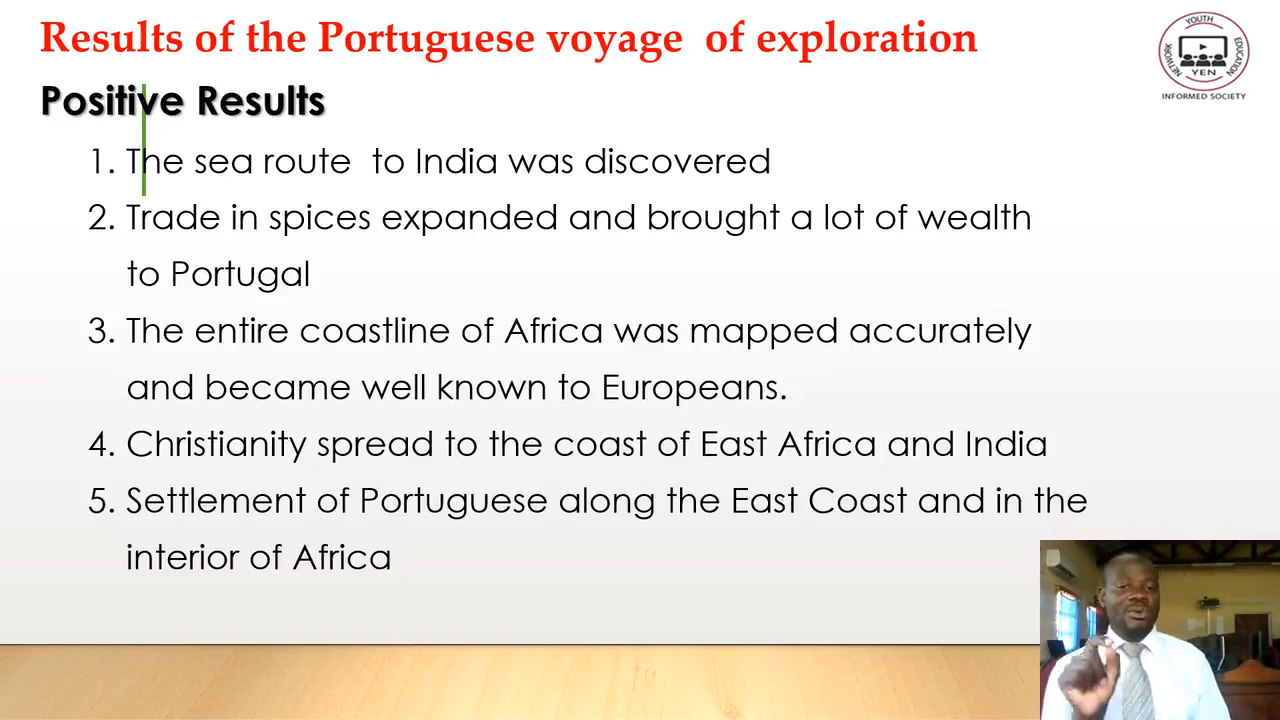 Results of the Portuguese voyage of exploration
Positive Results
1. The sea route to India was discovered
2. Trade in spices expanded and brought a lot of wealth
to Portugal
3. The entire coastline of Africa was mapped accurately
and became well known to Europeans.
4. Christianity spread to the coast of East Africa and India
5. Settlement of Portuguese along the East Coast and in the
interior of Africa
YOUTH
EDUCATION
NETWORK
YEN
INFORMED SOCIETY